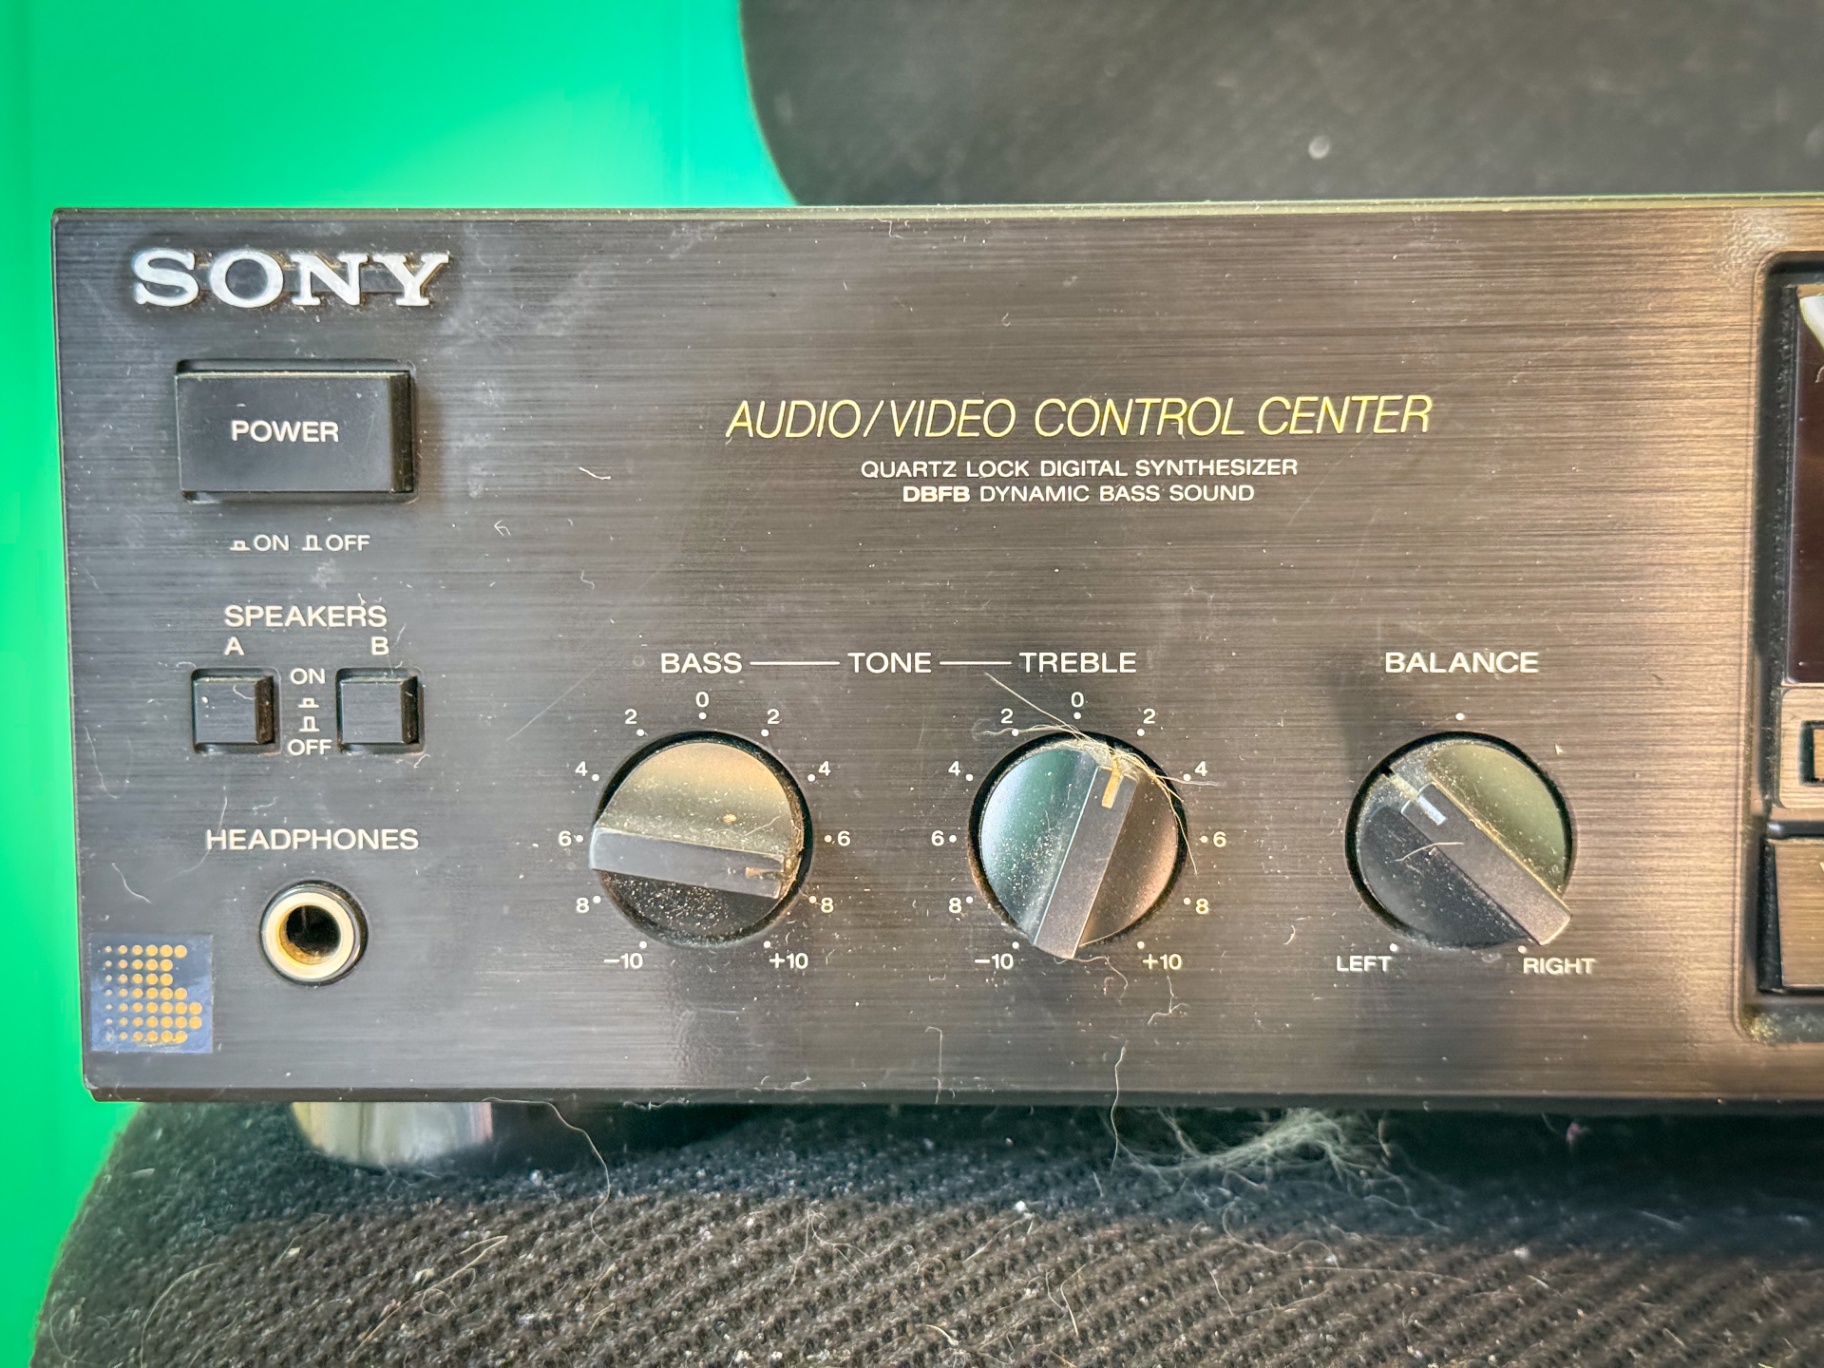 SONY
POWER
ON OFF
AUDIO/VIDEO CONTROL CENTER
QUARTZ LOCK DIGITAL SYNTHESIZER
DBFB DYNAMIC BASS SOUND
SPEAKERS
A B
ON
OFF
HEADPHONES
BASS TONE TREBLE
0
2 2
4 4
6 6
8 8
-10 +10
0
2 2
4 4
6 6
8 8
-10 +10
BALANCE
LEFT RIGHT